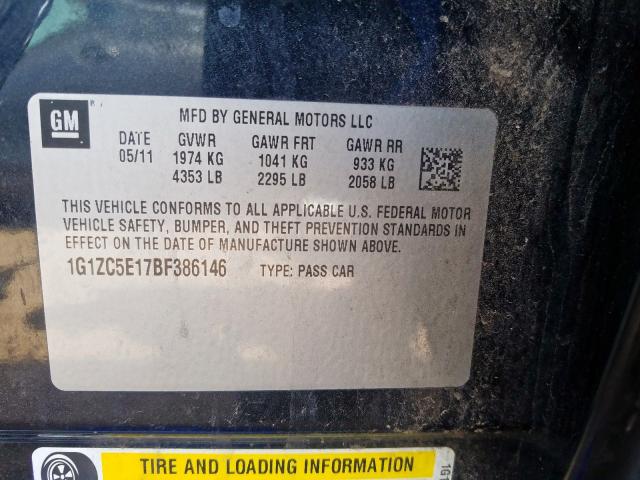 GM
MFD BY GENERAL MOTORS LLC
DATE GVWR GAWR FRT GAWR RR
05/11 1974 KG 1041 KG 933 KG
4353 LB 2295 LB 2058 LB
THIS VEHICLE CONFORMS TO ALL APPLICABLE U.S. FEDERAL MOTOR
VEHICLE SAFETY, BUMPER, AND THEFT PREVENTION STANDARDS IN
EFFECT ON THE DATE OF MANUFACTURE SHOWN ABOVE.
1G1ZC5E17BF386146 TYPE: PASS CAR
TIRE AND LOADING INFORMATION